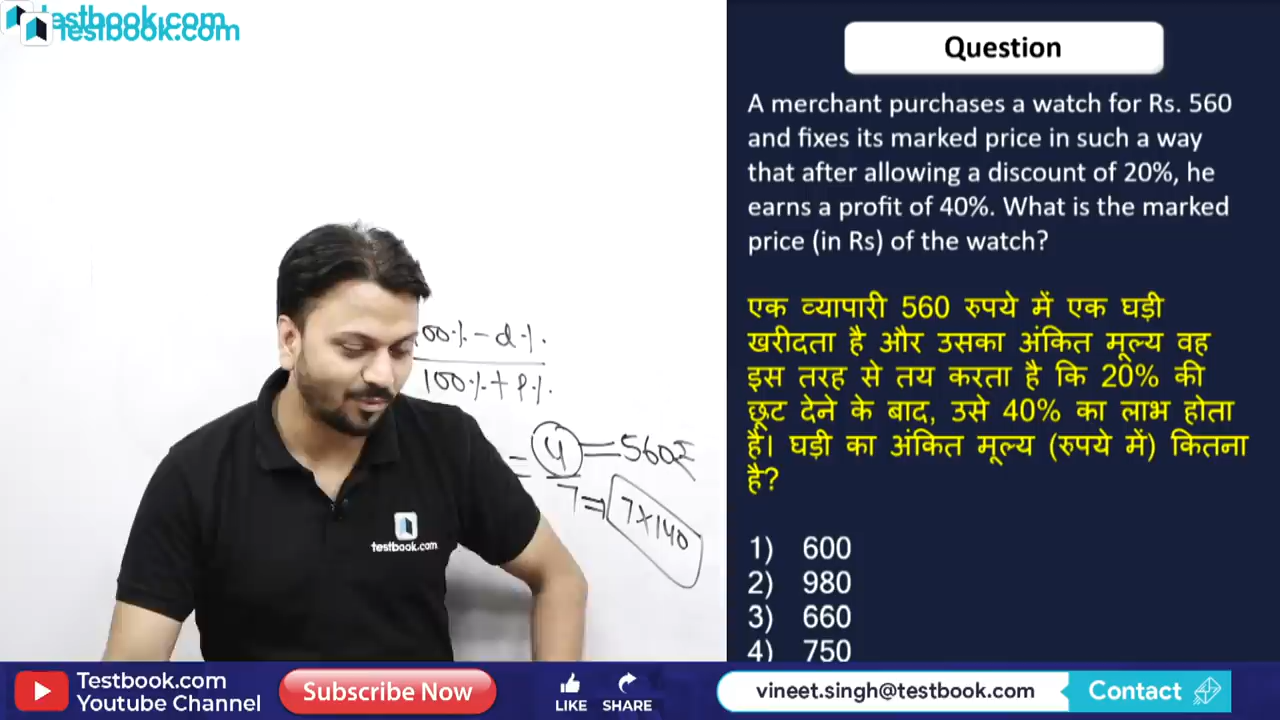 testbook.com
testbook.com
Question
A merchant purchases a watch for Rs. 560
and fixes its marked price in such a way
that after allowing a discount of 20%, he
earns a profit of 40%. What is the marked
price (in Rs) of the watch?
एक व्यापारी 560 रुपये में एक घड़ी
खरीदता है और उसका अंकित मूल्य वह
इस तरह से तय करता है कि 20% की
छूट देने के बाद, उसे 40% का लाभ होता
है। घड़ी का अंकित मूल्य (रुपये में) कितना
है?
1) 600
2) 980
3) 660
4) 750
00% - d%
100% + P%
= 4 = 560₹
7 ⇒ 7×140
testbook.com
Testbook.com
Youtube Channel
Subscribe Now
LIKE
SHARE
vineet.singh@testbook.com
Contact